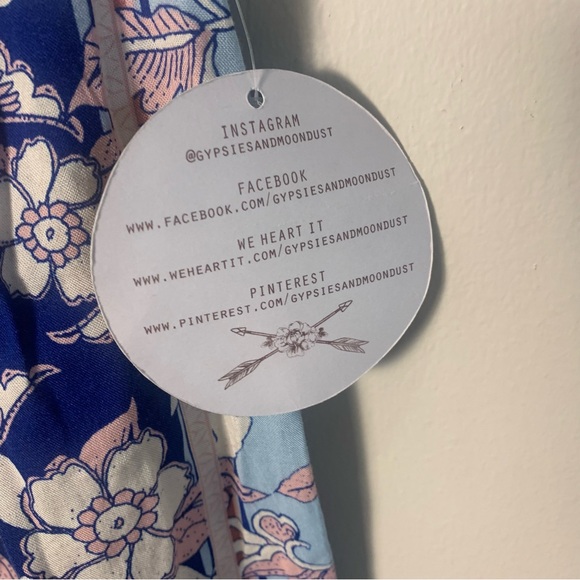 INSTAGRAM
@GYPSIESANDMOONDUST
FACEBOOK
WWW.FACEBOOK.COM/GYPSIESANDMOONDUST
WE HEART IT
WWW.WEHEARTIT.COM/GYPSIESANDMOONDUST
PINTEREST
WWW.PINTEREST.COM/GYPSIESANDMOONDUST